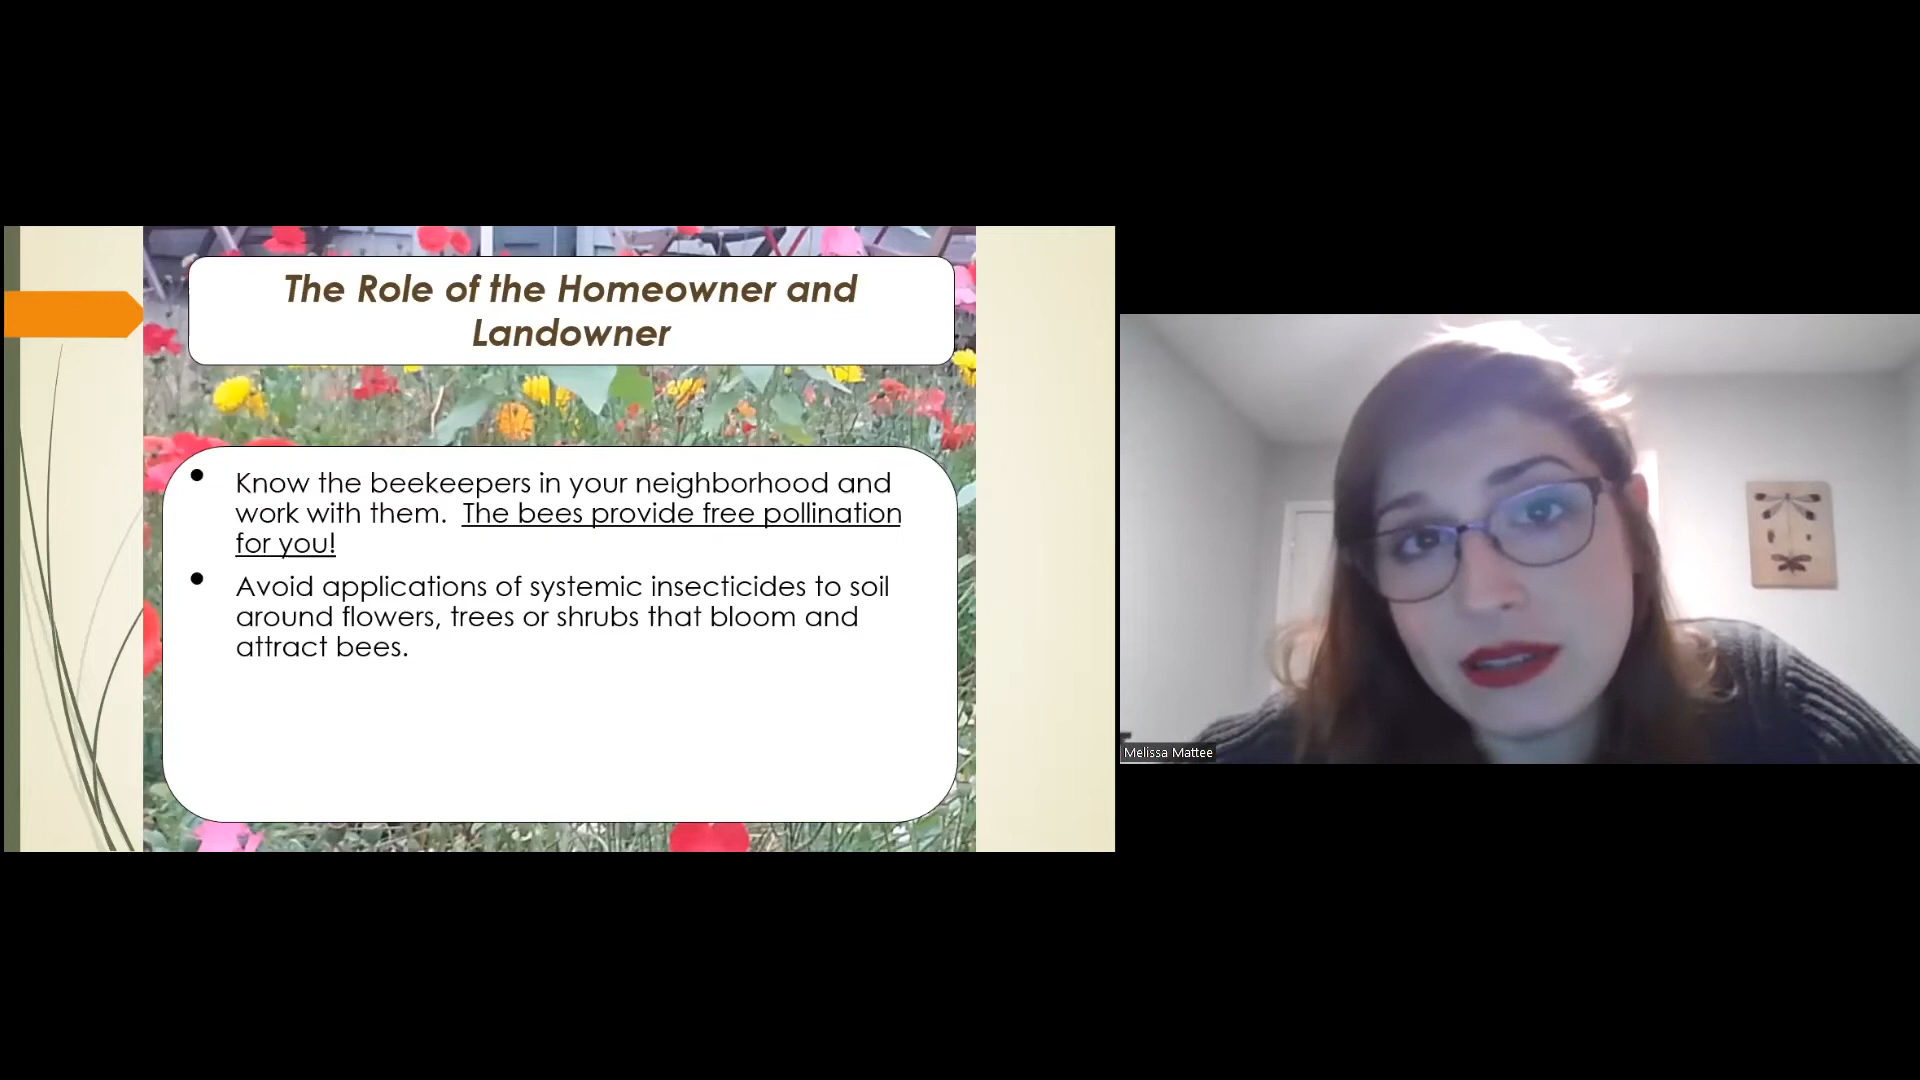 The Role of the Homeowner and
Landowner
• Know the beekeepers in your neighborhood and
work with them. The bees provide free pollination
for you!
• Avoid applications of systemic insecticides to soil
around flowers, trees or shrubs that bloom and
attract bees.
Melissa Mattee